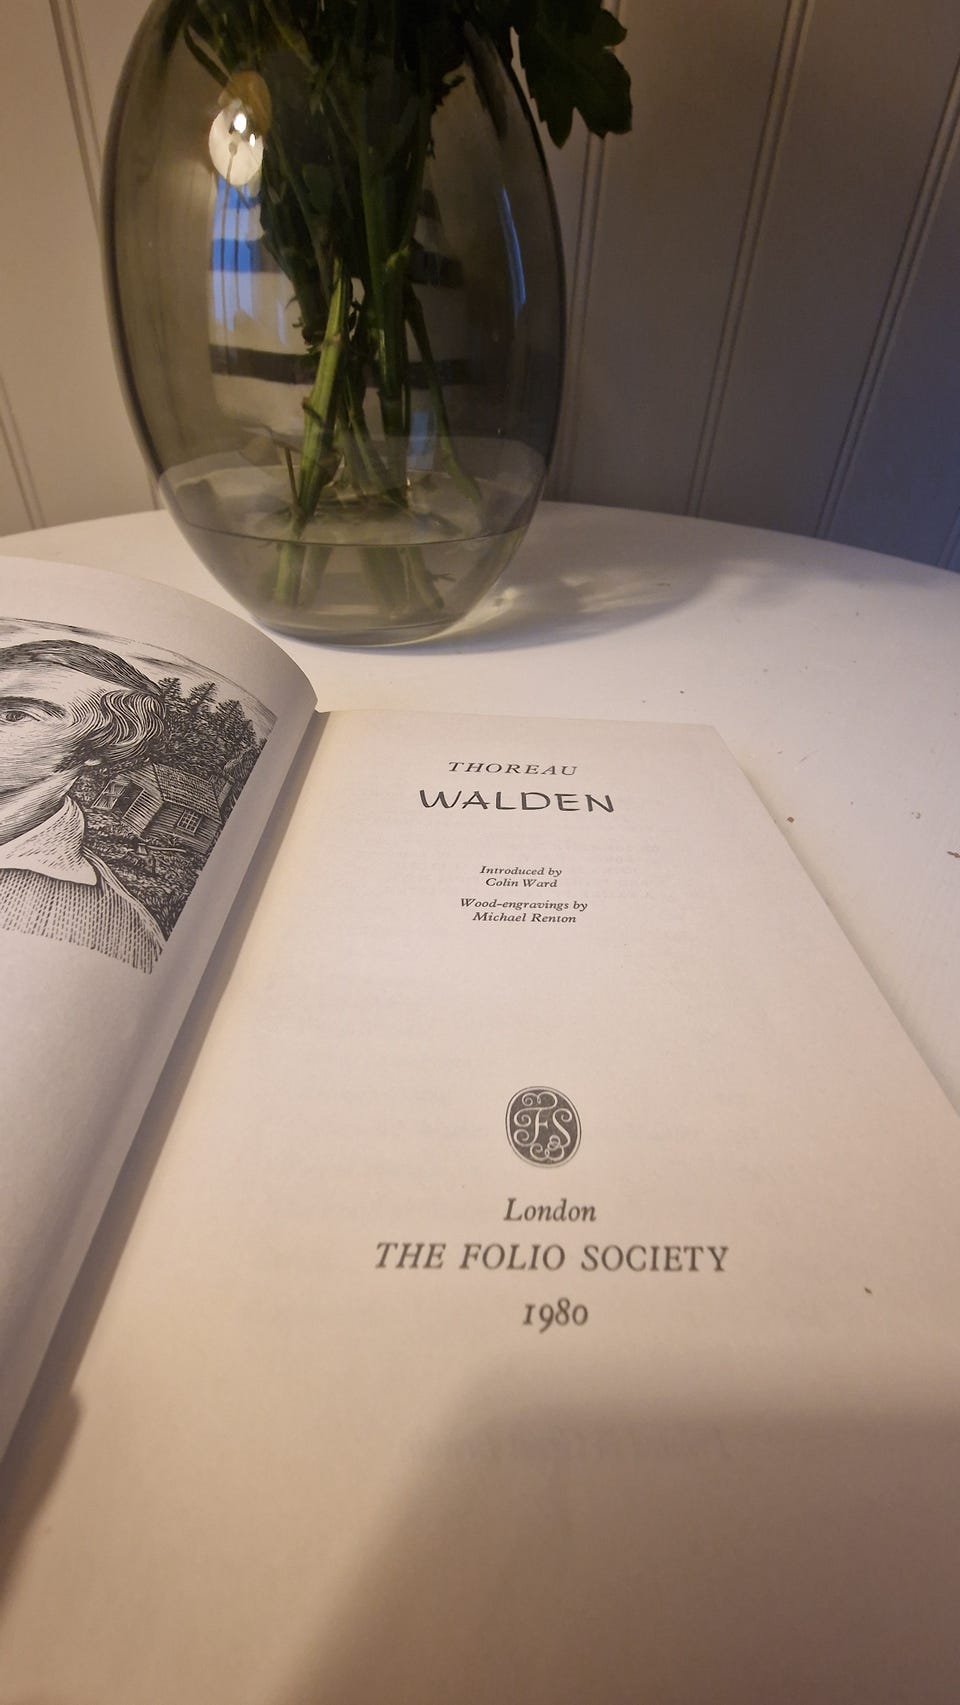 THOREAU
WALDEN
Introduced by
Colin Ward
Wood-engravings by
Michael Renton
FS
London
THE FOLIO SOCIETY
1980